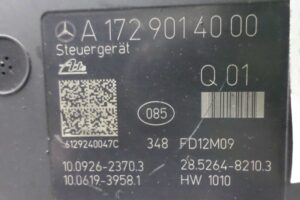 A 172 901 40 00
Steuergerät
Ate
Q 01
085
6129240047C
348 FD12M09
10.0926-2370.3
28.5264-8210.3
10.0619-3958.1
HW 1010